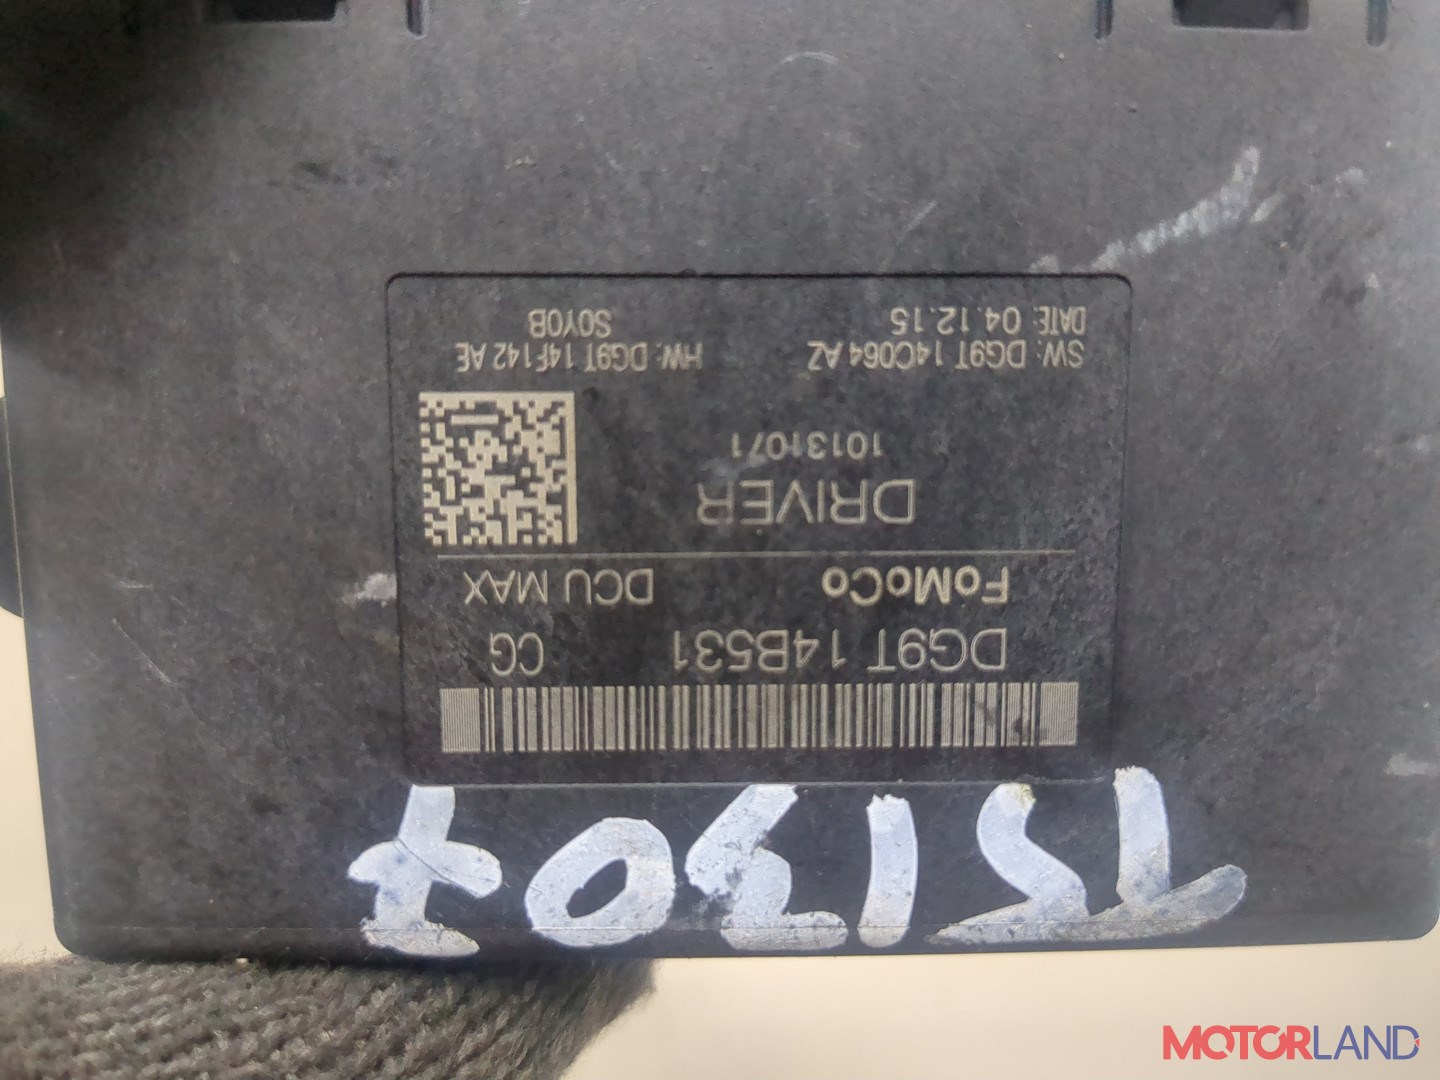 TS1307
DG9T 14B531 CG
FoMoCo DCU MAX
DRIVER
10131071
SW: DG9T 14C064 AZ HW: DG9T 14F142 AE
DATE: 04.12.15 S0Y0B
MOTORLAND